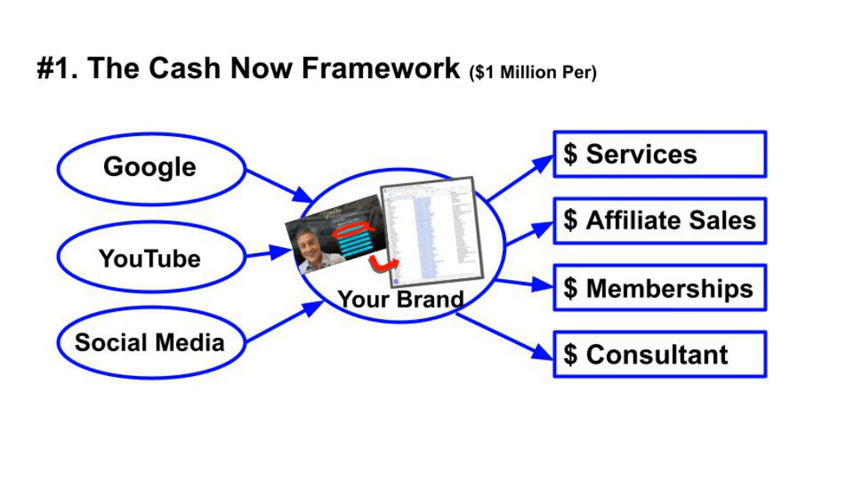 #1. The Cash Now Framework ($1 Million Per)
Google
YouTube
Social Media
Your Brand
$ Services
$ Affiliate Sales
$ Memberships
$ Consultant